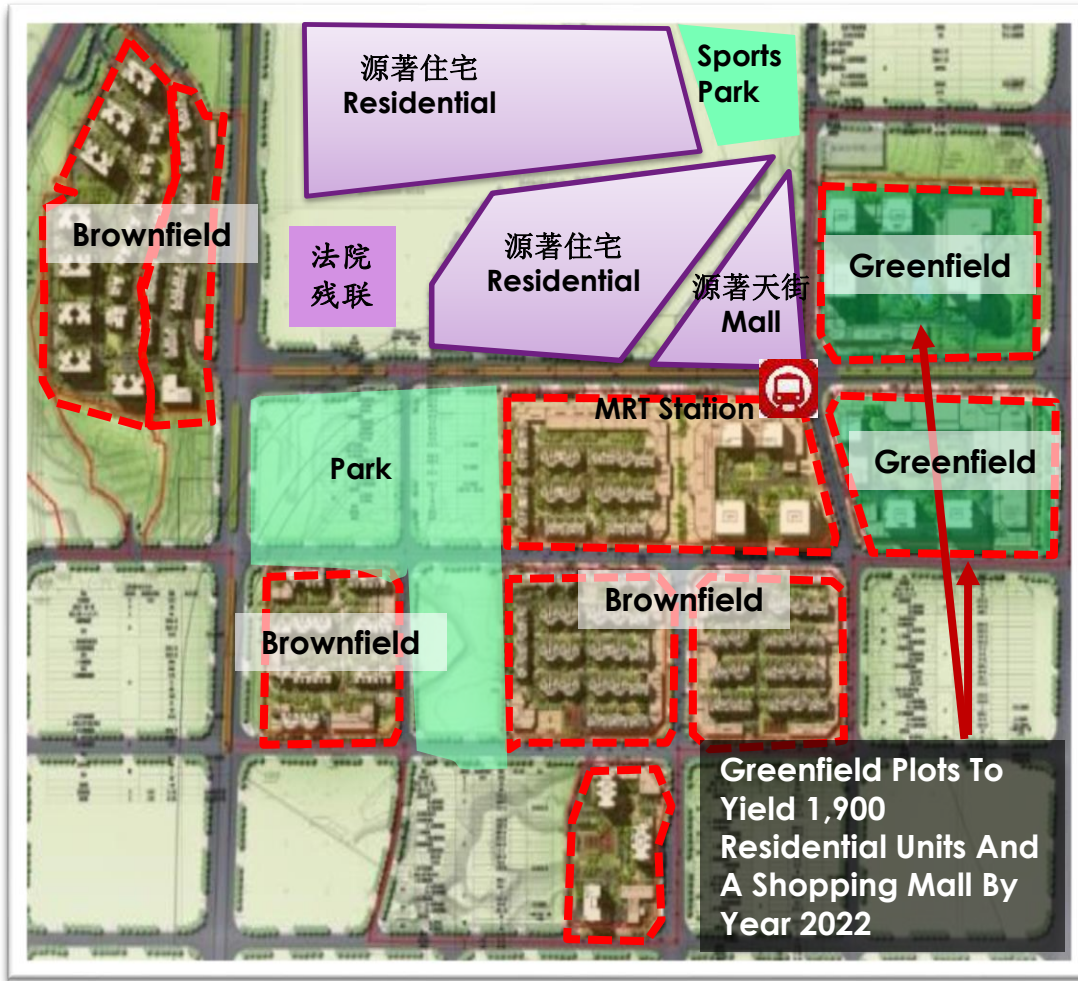 源著住宅
Residential
Sports
Park
Brownfield
法院
残联
源著住宅
Residential
源著天街
Mall
Greenfield
MRT Station
Park
Greenfield
Brownfield
Brownfield
Greenfield Plots To
Yield 1,900
Residential Units And
A Shopping Mall By
Year 2022